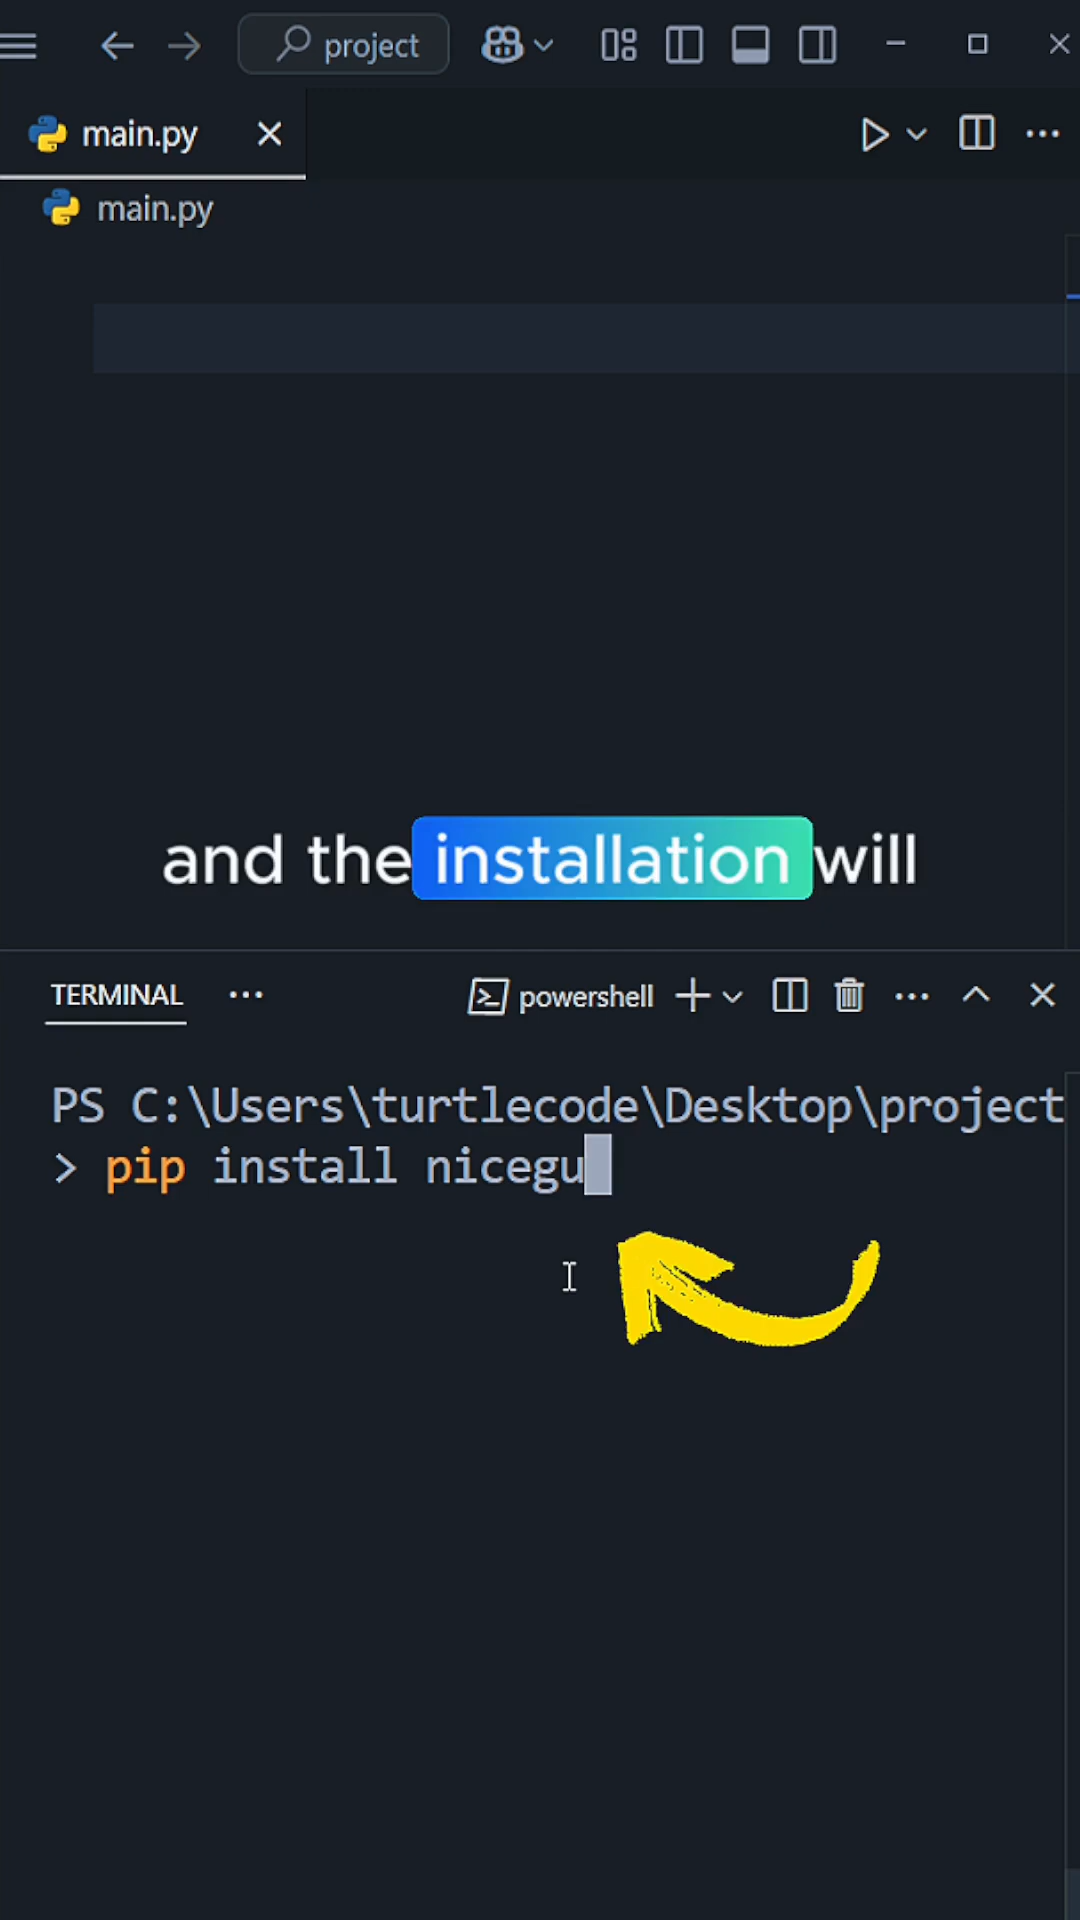 project
main.py
main.py
and the installation will
TERMINAL
powershell
PS C:\Users\turtlecode\Desktop\project
> pip install nicegu